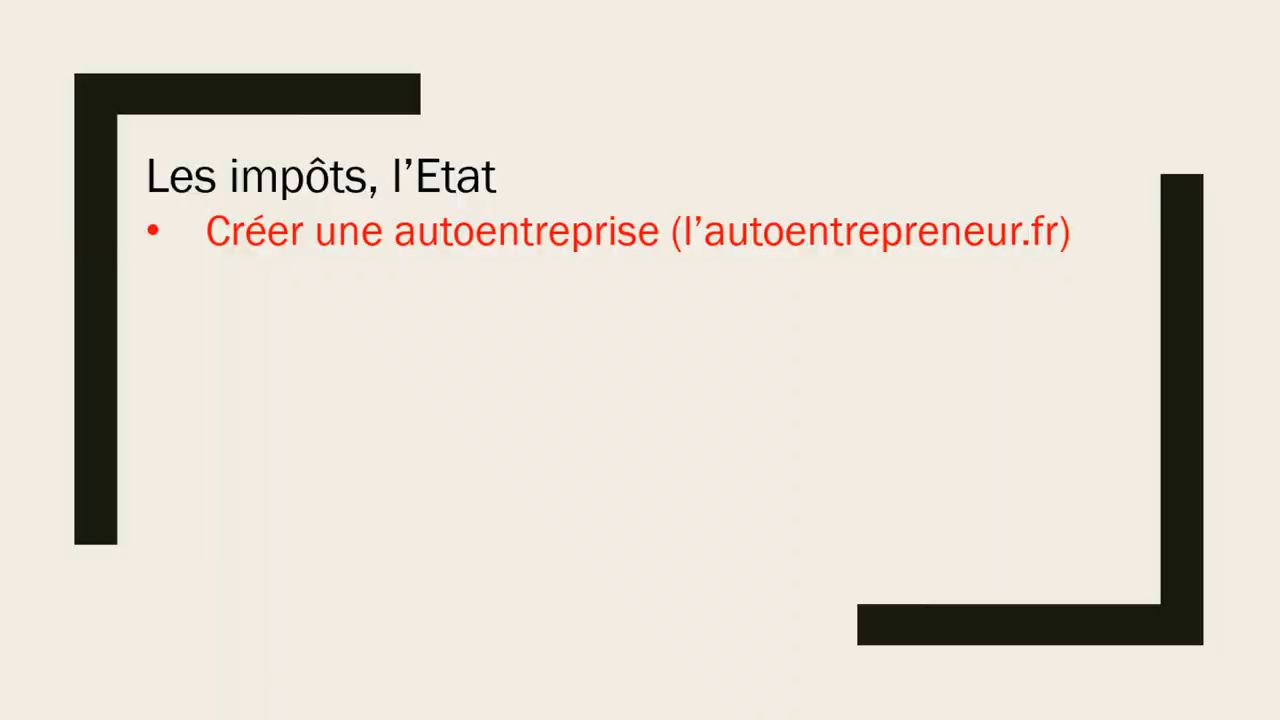 Les impôts, l’Etat
• Créer une autoentreprise (l’autoentrepreneur.fr)